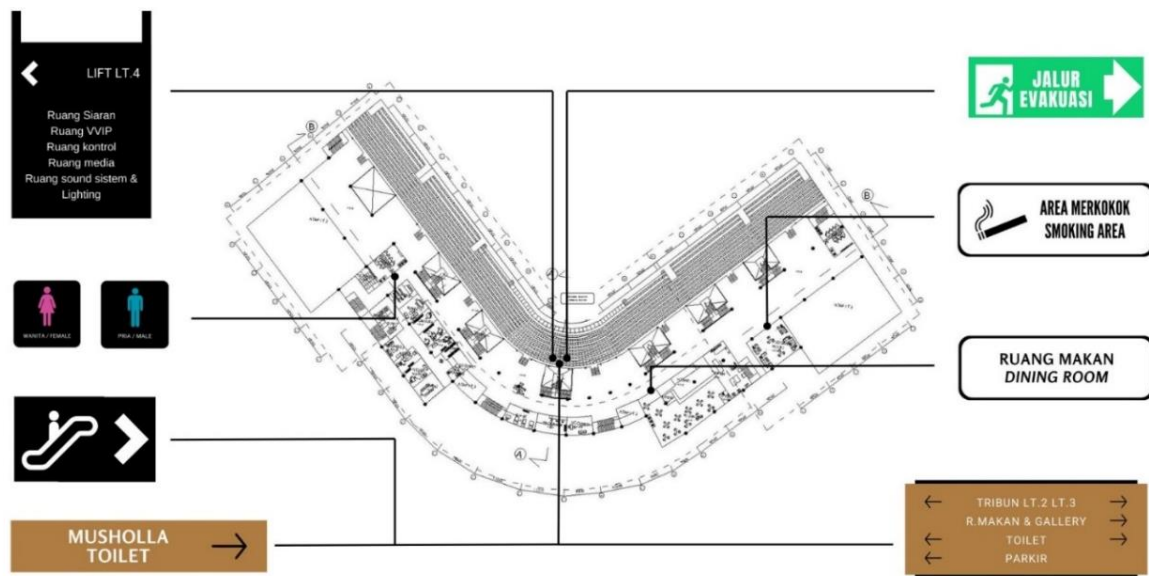 LIFT LT.4
Ruang Siaran
Ruang VVIP
Ruang kontrol
Ruang media
Ruang sound sistem &
Lighting
WANITA / FEMALE
PRIA / MALE
MUSHOLLA
TOILET
B
B
A
A
JALUR
EVAKUASI
AREA MERKOKOK
SMOKING AREA
RUANG MAKAN
DINING ROOM
TRIBUN LT.2 LT.3
R.MAKAN & GALLERY
TOILET
PARKIR